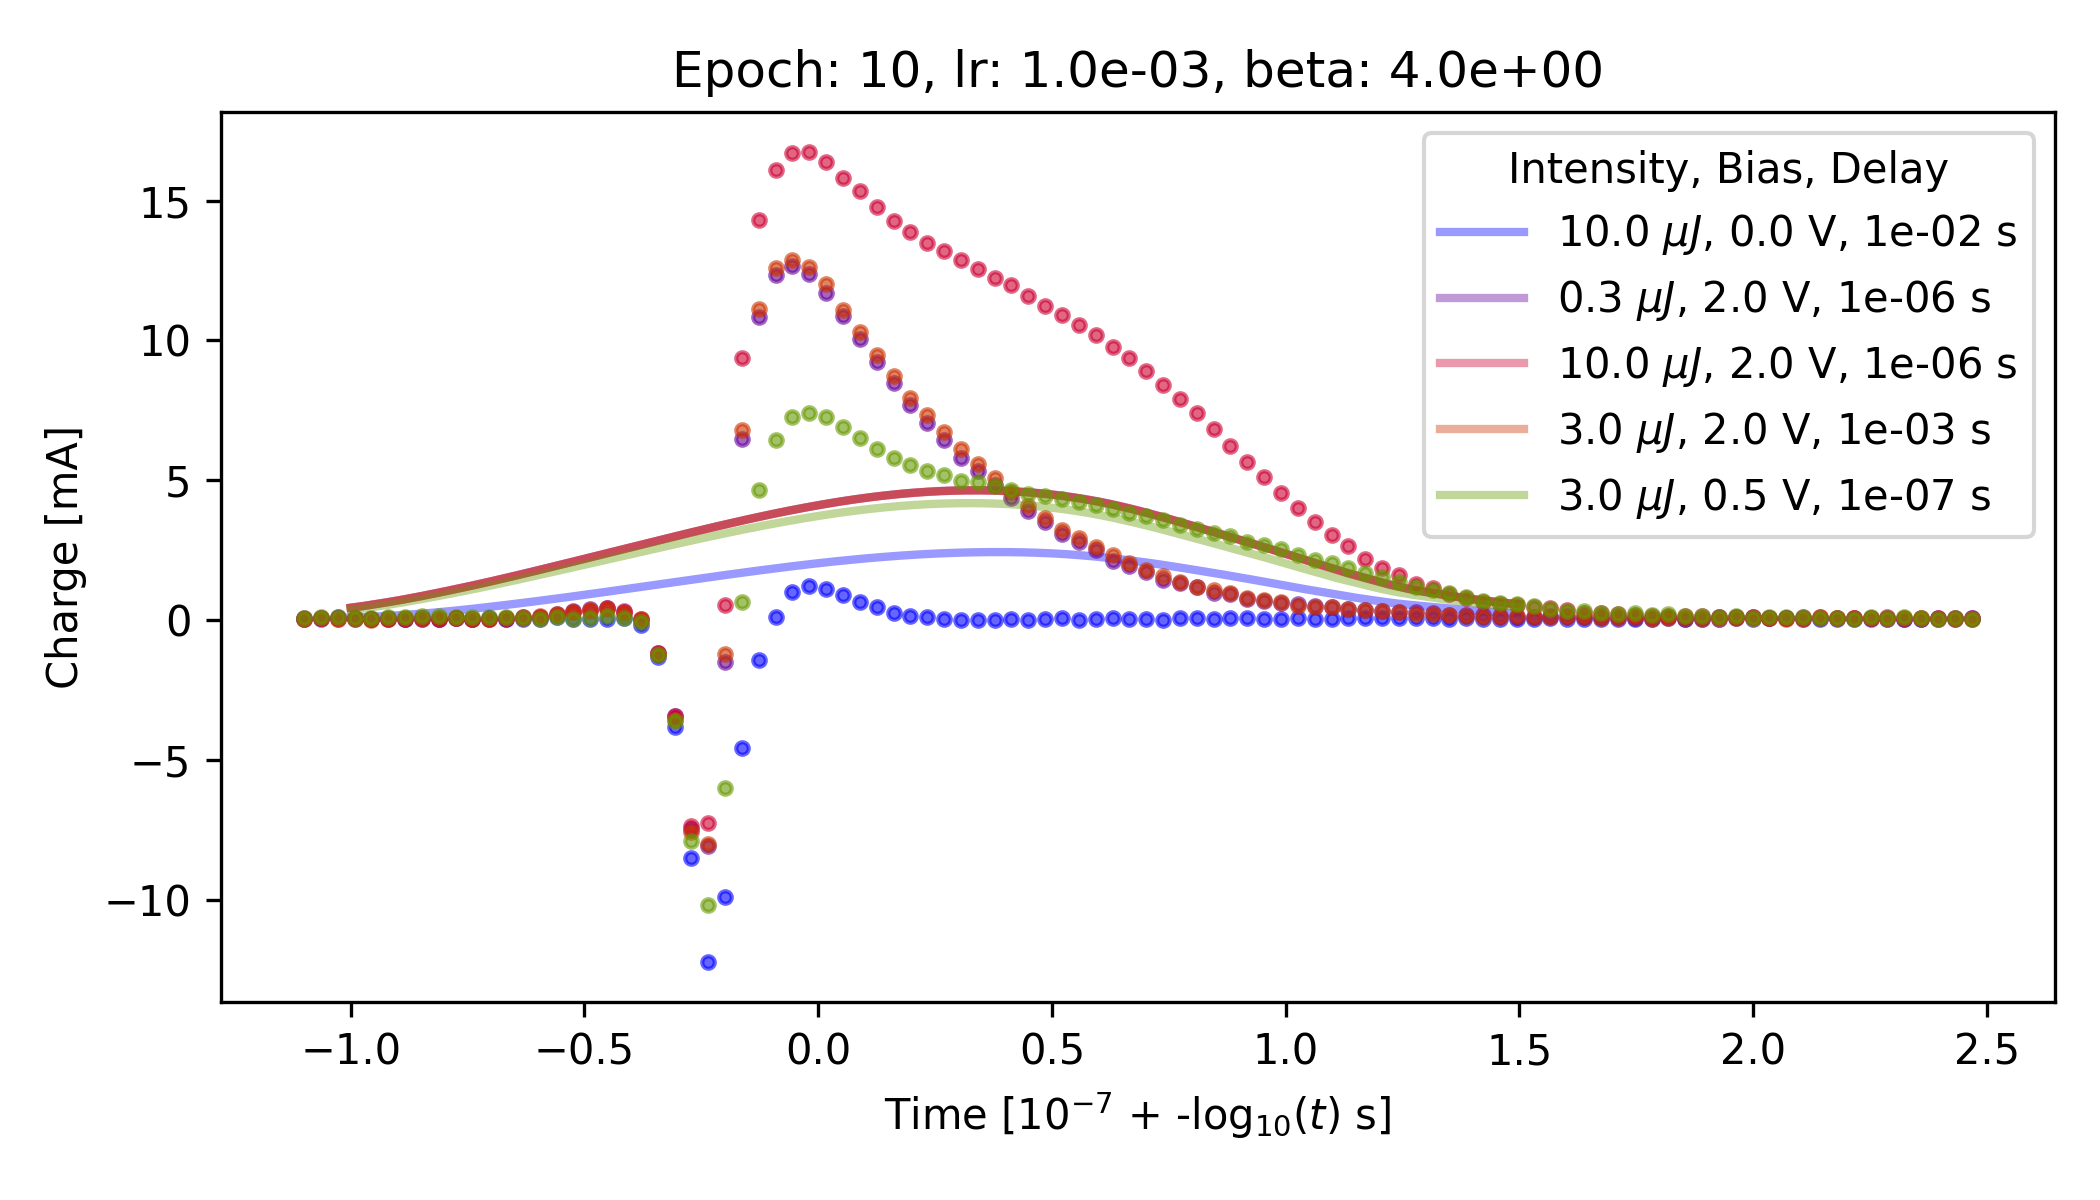 Epoch: 10, lr: 1.0e-03, beta: 4.0e+00
Charge [mA]
15
10
5
0
−5
−10
Intensity, Bias, Delay
10.0 μJ, 0.0 V, 1e-02 s
0.3 μJ, 2.0 V, 1e-06 s
10.0 μJ, 2.0 V, 1e-06 s
3.0 μJ, 2.0 V, 1e-03 s
3.0 μJ, 0.5 V, 1e-07 s
−1.0 −0.5 0.0 0.5 1.0 1.5 2.0 2.5
Time [10⁻⁷ + -log₁₀(t) s]